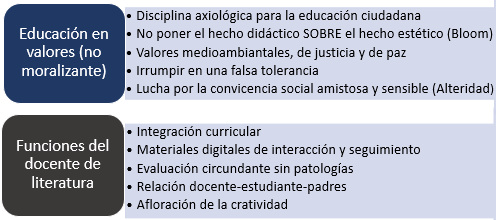 Educación en
valores (no
moralizante)
• Disciplina axiológica para la educación ciudadana
• No poner el hecho didáctico SOBRE el hecho estético (Bloom)
• Valores medioambiantales, de justicia y de paz
• Irrumpir en una falsa tolerancia
• Lucha por la convicencia social amistosa y sensible (Alteridad)
Funciones del
docente de
literatura
• Integración curricular
• Materiales digitales de interacción y seguimiento
• Evaluación circundante sin patologías
• Relación docente-estudiante-padres
• Afloración de la cratividad